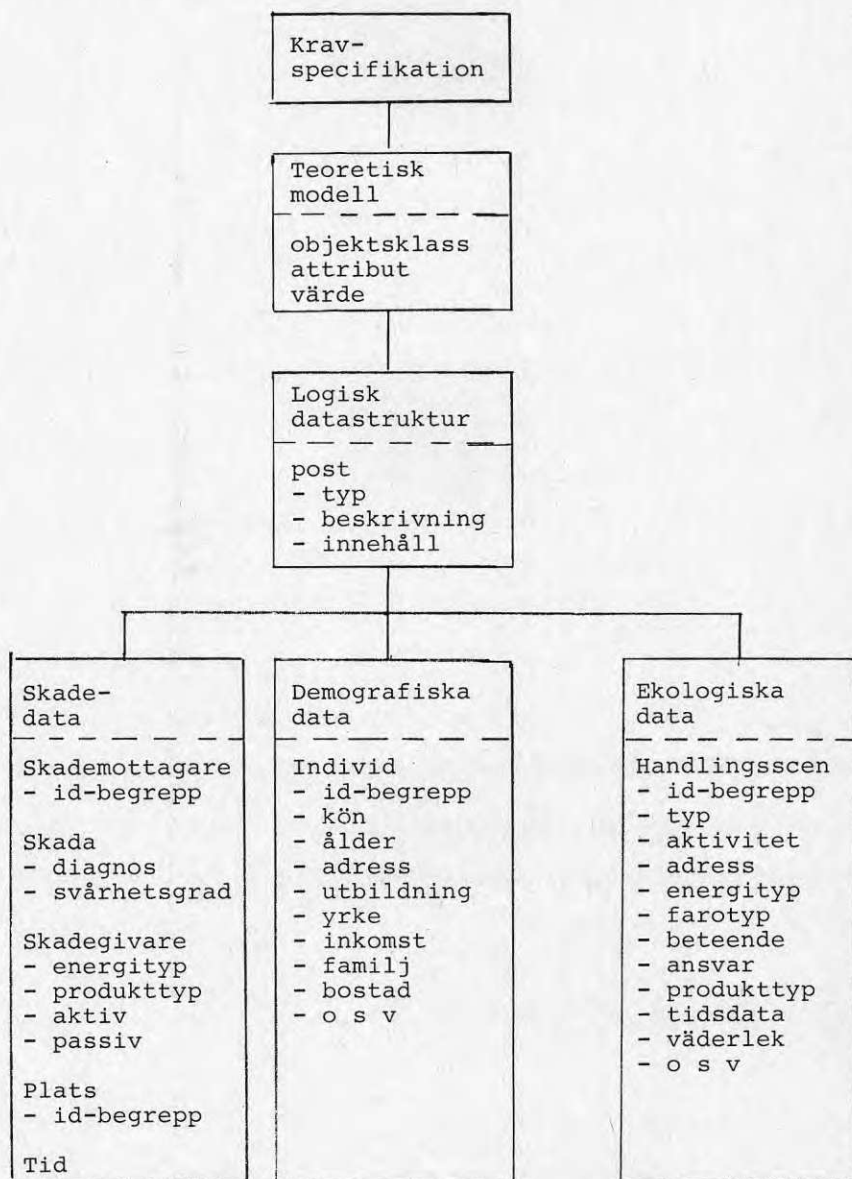 Krav-
specifikation
Teoretisk
modell
objektsklass
attribut
värde
Logisk
datastruktur
post
- typ
- beskrivning
- innehåll
Skade-
data
Skademottagare
- id-begrepp
Skada
- diagnos
- svårhetsgrad
Skadegivare
- energityp
- produkttyp
- aktiv
- passiv
Plats
- id-begrepp
Tid
Demografiska
data
Individ
- id-begrepp
- kön
- ålder
- adress
- utbildning
- yrke
- inkomst
- familj
- bostad
- o s v
Ekologiska
data
Handlingsscen
- id-begrepp
- typ
- aktivitet
- adress
- energityp
- farotyp
- beteende
- ansvar
- produkttyp
- tidsdata
- väderlek
- o s v